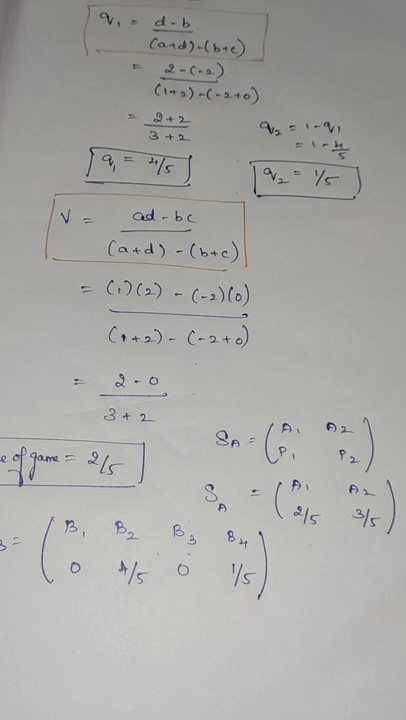 q₁ = d - b / (a+d) - (b+c)
= 2 - (-2) / (1+2) - (-2+0)
= 2+2 / 3+2
q₂ = 1 - q₁
= 1 - 4/5
q₁ = 4/5
q₂ = 1/5
V = ad - bc / (a+d) - (b+c)
= (1)(2) - (-2)(0) / (1+2) - (-2+0)
= 2 - 0 / 3 + 2
S_A = ( A₁ A₂
P₁ P₂ )
e of game = 2/5
S_A = ( A₁ A₂
2/5 3/5 )
= ( B₁ B₂ B₃ B₄
0 4/5 0 1/5 )